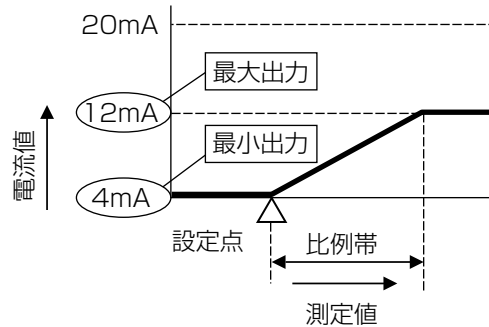 20mA
最大出力
12mA
最小出力
4mA
電流値
設定点
比例帯
測定値